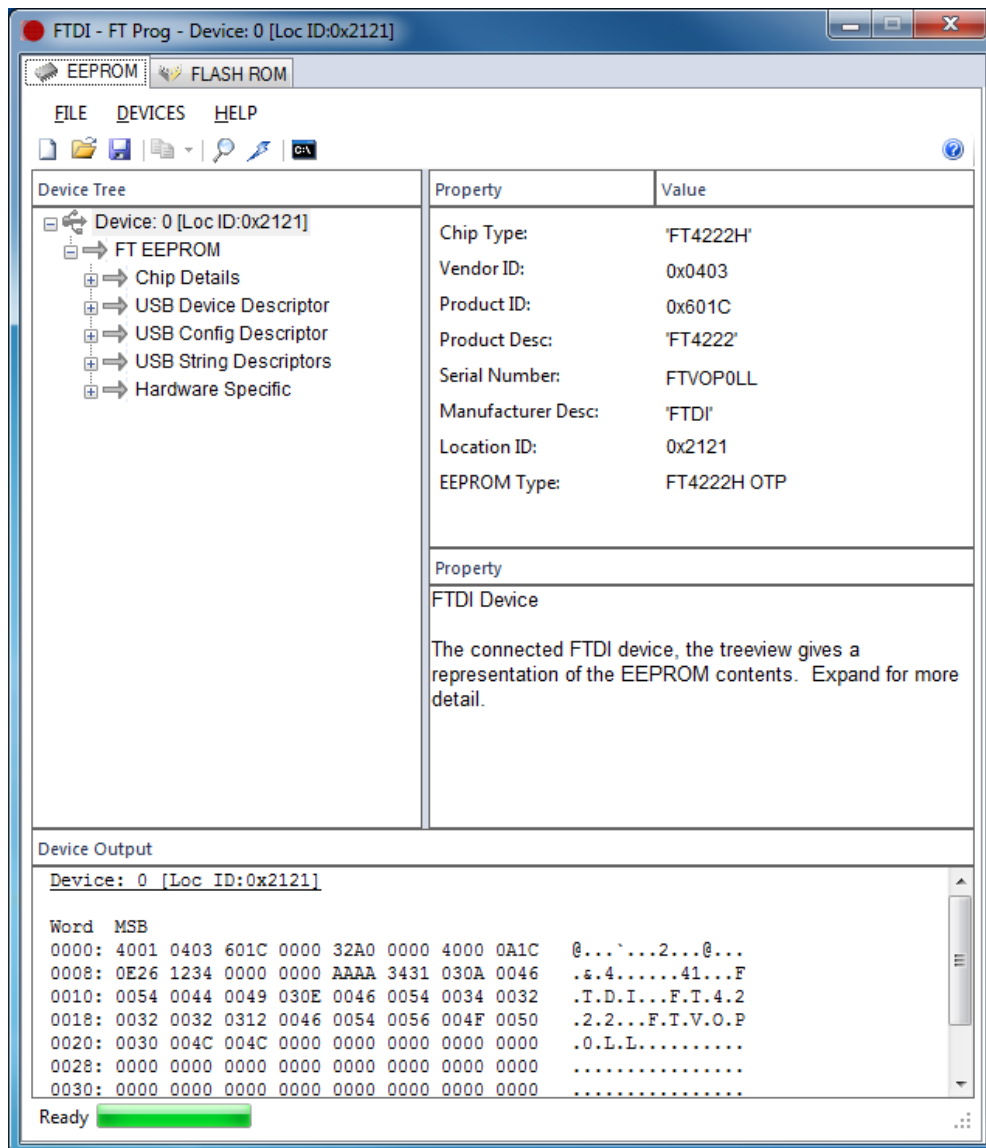 FTDI - FT Prog - Device: 0 [Loc ID:0x2121]
EEPROM FLASH ROM
FILE DEVICES HELP
C:\
Device Tree
Device: 0 [Loc ID:0x2121]
FT EEPROM
Chip Details
USB Device Descriptor
USB Config Descriptor
USB String Descriptors
Hardware Specific
Property Value
Chip Type: 'FT4222H'
Vendor ID: 0x0403
Product ID: 0x601C
Product Desc: 'FT4222'
Serial Number: FTVOP0LL
Manufacturer Desc: 'FTDI'
Location ID: 0x2121
EEPROM Type: FT4222H OTP
Property
FTDI Device
The connected FTDI device, the treeview gives a
representation of the EEPROM contents. Expand for more
detail.
Device Output
Device: 0 [Loc ID:0x2121]
Word MSB
0000: 4001 0403 601C 0000 32A0 0000 4000 0A1C @...`...2...@...
0008: 0E26 1234 0000 0000 AAAA 3431 030A 0046 .&.4......41...F
0010: 0054 0044 0049 030E 0046 0054 0034 0032 .T.D.I...F.T.4.2
0018: 0032 0032 0312 0046 0054 0056 004F 0050 .2.2...F.T.V.O.P
0020: 0030 004C 004C 0000 0000 0000 0000 0000 .0.L.L..........
0028: 0000 0000 0000 0000 0000 0000 0000 0000 ................
0030: 0000 0000 0000 0000 0000 0000 0000 0000 ................
Ready